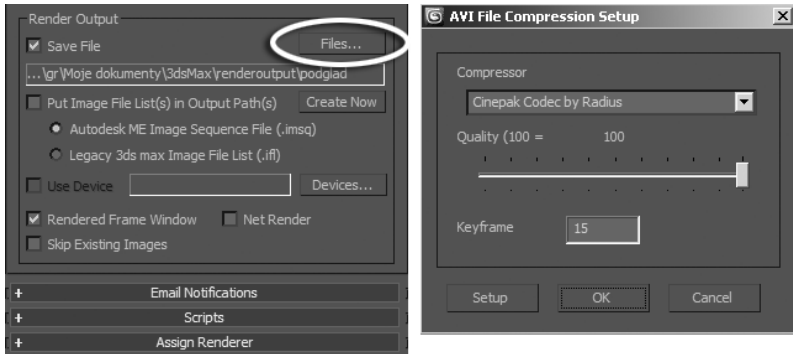 Render Output
Save File
Files...
...\gr\Moje dokumenty\3dsMax\renderoutput\podglad
Put Image File List(s) in Output Path(s)
Create Now
Autodesk ME Image Sequence File (.imsq)
Legacy 3ds max Image File List (.ifl)
Use Device
Devices...
Rendered Frame Window
Net Render
Skip Existing Images
+ Email Notifications
+ Scripts
+ Assign Renderer
AVI File Compression Setup
Compressor
Cinepak Codec by Radius
Quality (100 = 100
Keyframe 15
Setup
OK
Cancel